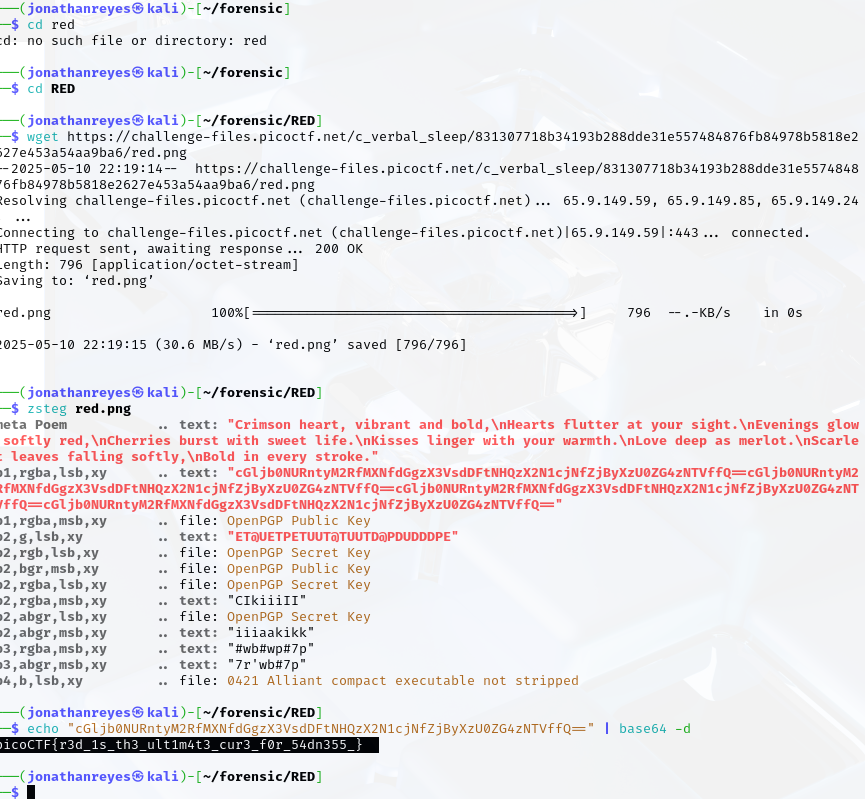 ──(jonathanreyes㉿kali)-[~/forensic]
─$ cd red
cd: no such file or directory: red
──(jonathanreyes㉿kali)-[~/forensic]
─$ cd RED
──(jonathanreyes㉿kali)-[~/forensic/RED]
─$ wget https://challenge-files.picoctf.net/c_verbal_sleep/831307718b34193b288dde31e557484876fb84978b5818e2
627e453a54aa9ba6/red.png
--2025-05-10 22:19:14--  https://challenge-files.picoctf.net/c_verbal_sleep/831307718b34193b288dde31e5574848
76fb84978b5818e2627e453a54aa9ba6/red.png
Resolving challenge-files.picoctf.net (challenge-files.picoctf.net)... 65.9.149.59, 65.9.149.85, 65.9.149.24
...
Connecting to challenge-files.picoctf.net (challenge-files.picoctf.net)|65.9.149.59|:443... connected.
HTTP request sent, awaiting response... 200 OK
Length: 796 [application/octet-stream]
Saving to: ‘red.png’
red.png 100%[===================================>] 796 --.-KB/s in 0s
2025-05-10 22:19:15 (30.6 MB/s) - ‘red.png’ saved [796/796]
──(jonathanreyes㉿kali)-[~/forensic/RED]
─$ zsteg red.png
meta Poem .. text: "Crimson heart, vibrant and bold,\nHearts flutter at your sight.\nEvenings glow
softly red,\nCherries burst with sweet life.\nKisses linger with your warmth.\nLove deep as merlot.\nScarle
t leaves falling softly,\nBold in every stroke."
b1,rgba,lsb,xy .. text: "cGljb0NURntyM2RfMXNfdGgzX3VsdDFtNHQzX2N1cjNfZjByXzU0ZG4zNTVffQ==cGljb0NURntyM2
RfMXNfdGgzX3VsdDFtNHQzX2N1cjNfZjByXzU0ZG4zNTVffQ==cGljb0NURntyM2RfMXNfdGgzX3VsdDFtNHQzX2N1cjNfZjByXzU0ZG4zNT
VffQ==cGljb0NURntyM2RfMXNfdGgzX3VsdDFtNHQzX2N1cjNfZjByXzU0ZG4zNTVffQ=="
b1,rgba,msb,xy .. file: OpenPGP Public Key
b2,g,lsb,xy .. text: "ET@UETPETUUT@TUUTD@PDUDDDPE"
b2,rgb,lsb,xy .. file: OpenPGP Secret Key
b2,bgr,msb,xy .. file: OpenPGP Public Key
b2,rgba,lsb,xy .. file: OpenPGP Secret Key
b2,rgba,msb,xy .. text: "CIkiiiII"
b2,abgr,lsb,xy .. file: OpenPGP Secret Key
b2,abgr,msb,xy .. text: "iiiaakikk"
b3,rgba,msb,xy .. text: "#wb#wp#7p"
b3,abgr,msb,xy .. text: "7r'wb#7p"
b4,b,lsb,xy .. file: 0421 Alliant compact executable not stripped
──(jonathanreyes㉿kali)-[~/forensic/RED]
─$ echo "cGljb0NURntyM2RfMXNfdGgzX3VsdDFtNHQzX2N1cjNfZjByXzU0ZG4zNTVffQ==" | base64 -d
picoCTF{r3d_1s_th3_ult1m4t3_cur3_f0r_54dn355_}
──(jonathanreyes㉿kali)-[~/forensic/RED]
─$